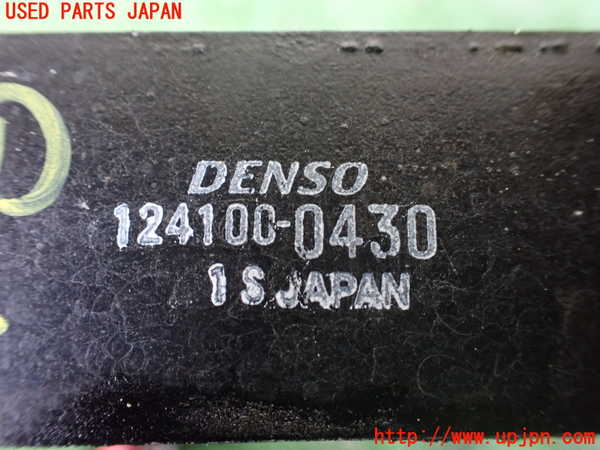 USED PARTS JAPAN
DENSO
124100-0430
1 S JAPAN
http://www.upjpn.com/